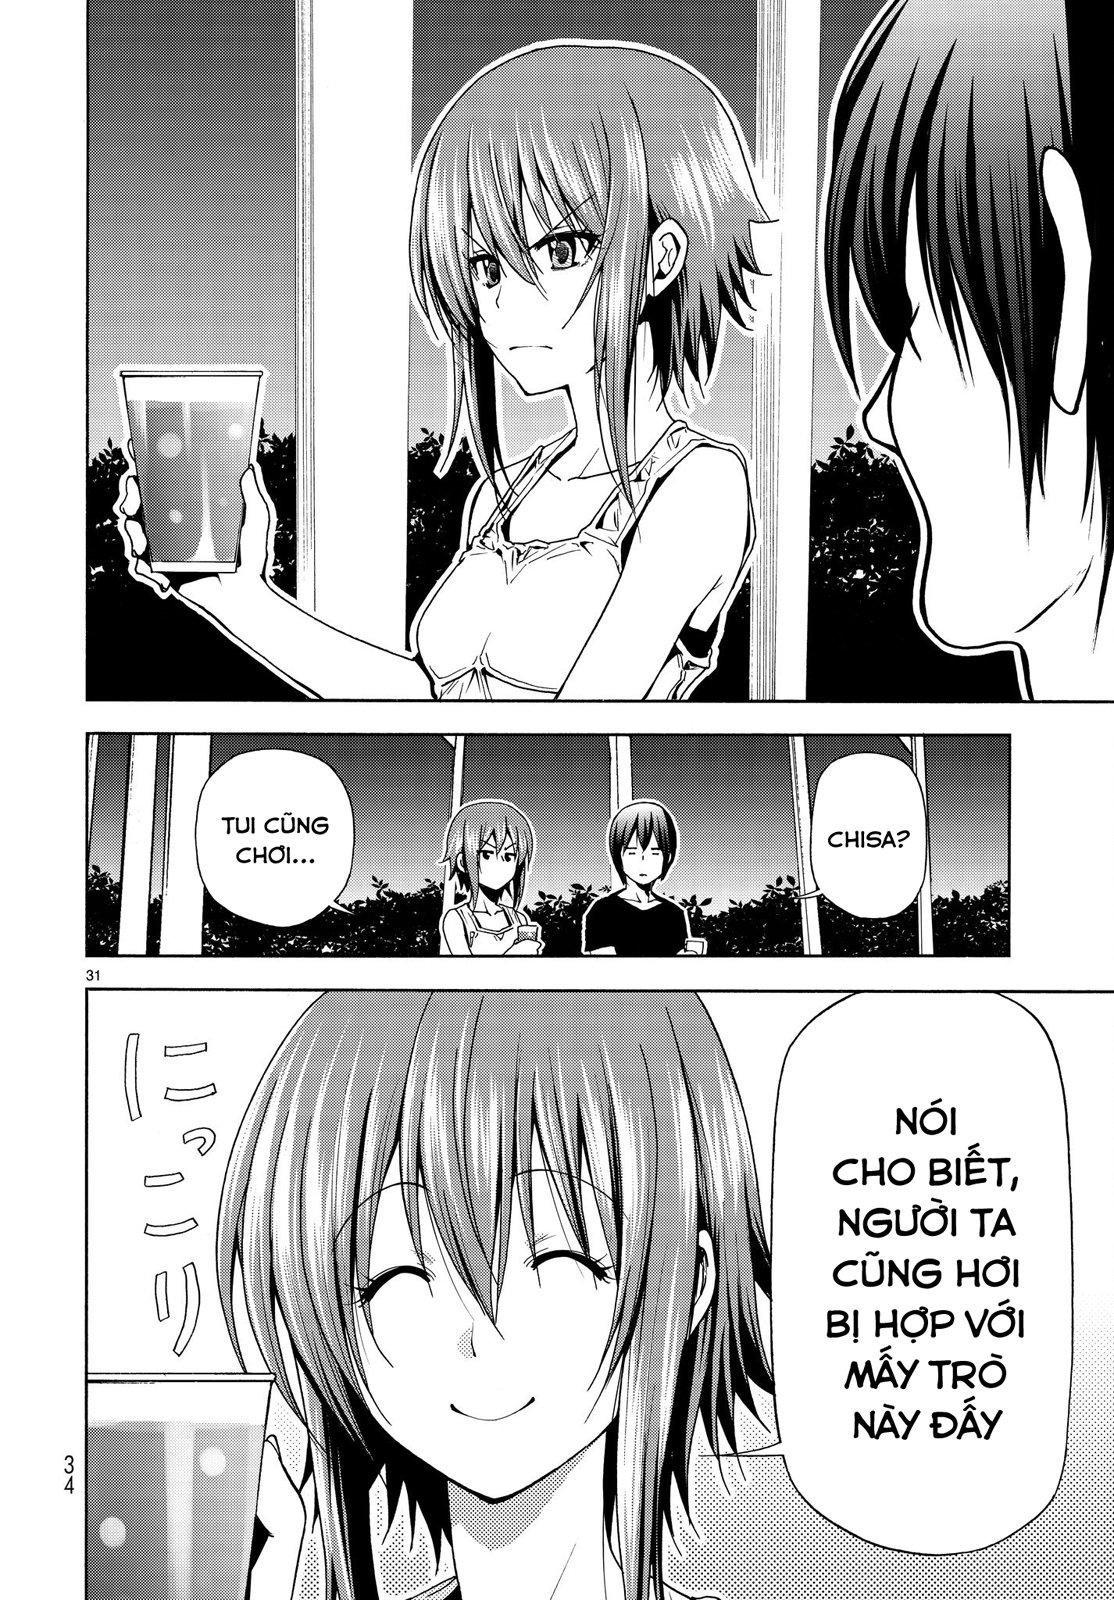 CHISA?
TUI CŨNG
CHƠI...
31
NÓI
CHO BIẾT,
NGƯỜI TA
CŨNG HƠI
BỊ HỢP VỚI
MẤY TRÒ
NÀY ĐẤY
にっこり
34